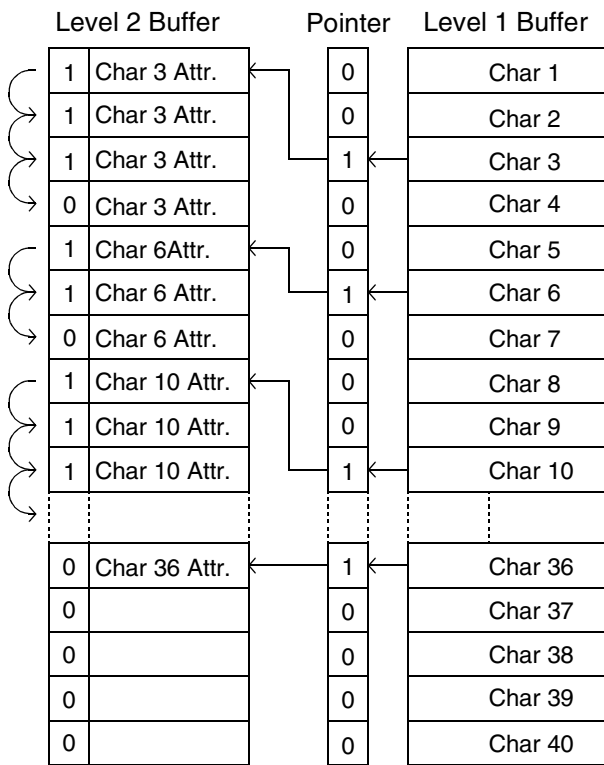 Level 2 Buffer Pointer Level 1 Buffer
1 Char 3 Attr. 0 Char 1
1 Char 3 Attr. 0 Char 2
1 Char 3 Attr. 1 Char 3
0 Char 3 Attr. 0 Char 4
1 Char 6Attr. 0 Char 5
1 Char 6 Attr. 1 Char 6
0 Char 6 Attr. 0 Char 7
1 Char 10 Attr. 0 Char 8
1 Char 10 Attr. 0 Char 9
1 Char 10 Attr. 1 Char 10
0 Char 36 Attr. 1 Char 36
0 0 Char 37
0 0 Char 38
0 0 Char 39
0 0 Char 40